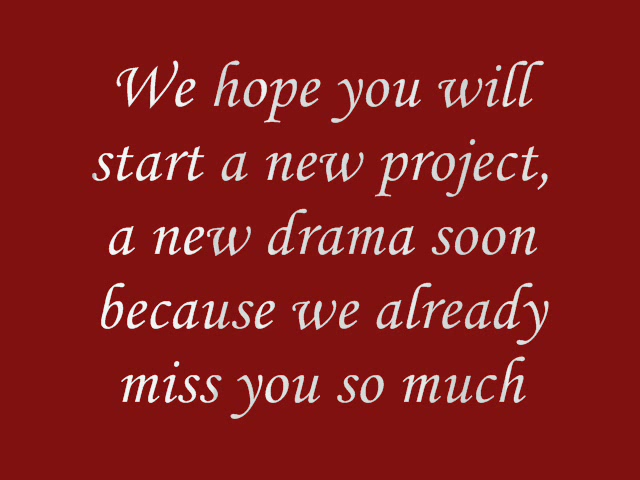 We hope you will
start a new project,
a new drama soon
because we already
miss you so much